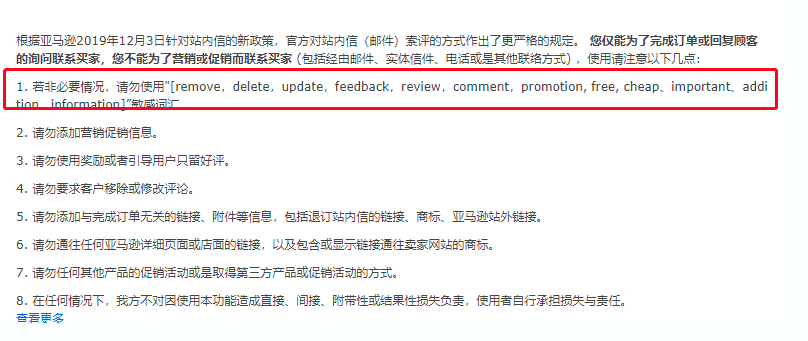 根据亚马逊2019年12月3日针对站内信的新政策，官方对站内信（邮件）索评的方式作出了更严格的规定。 您仅能为了完成订单或回复顾客
的询问联系买家，您不能为了营销或促销而联系买家（包括经由邮件、实体信件、电话或是其他联络方式），使用请注意以下几点：
1. 若非必要情况，请勿使用"[remove，delete，update，feedback，review，comment，promotion, free, cheap、important、addi
tion、information]"敏感词汇
2. 请勿添加营销促销信息。
3. 请勿使用奖励或者引导用户只留好评。
4. 请勿要求客户移除或修改评论。
5. 请勿添加与完成订单无关的链接、附件等信息，包括退订站内信的链接、商标、亚马逊站外链接。
6. 请勿通往任何亚马逊详细页面或店面的链接，以及包含或显示链接通往卖家网站的商标。
7. 请勿任何其他产品的促销活动或是取得第三方产品或促销活动的方式。
8. 在任何情况下，我方不对因使用本功能造成直接、间接、附带性或结果性损失负责，使用者自行承担损失与责任。
查看更多